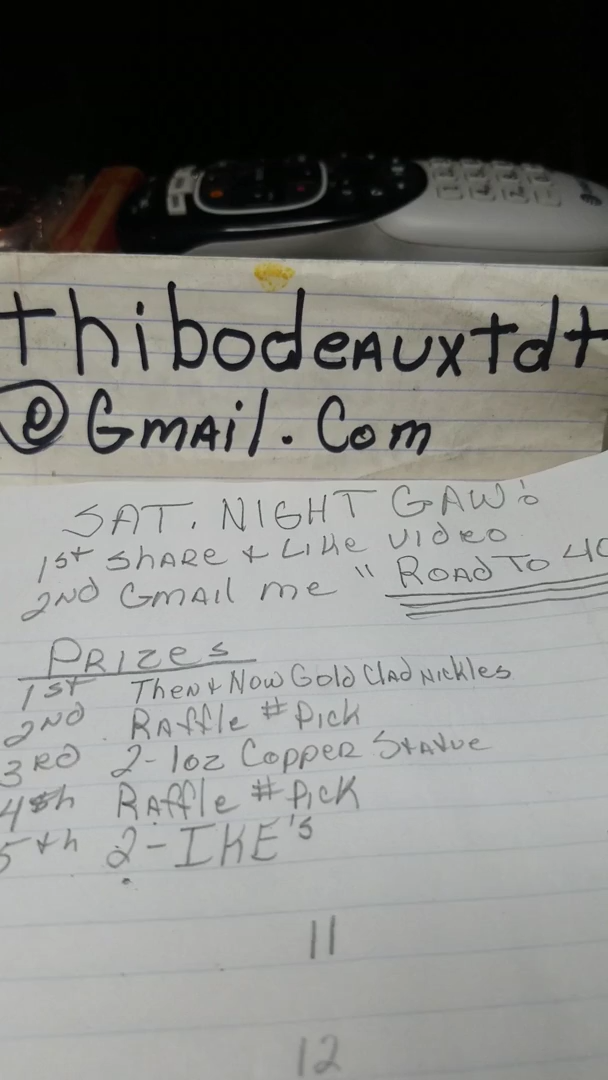 thibodeauxtdt
@Gmail.com
SAT. NIGHT GAW:
1st Share & Like video
2ND Gmail me "Road To 40
Prizes
1ST Then & Now Gold Clad Nickles
2ND Raffle # Pick
3RD 2-1oz Copper Statue
4th Raffle # Pick
5th 2-IKE's
11
12